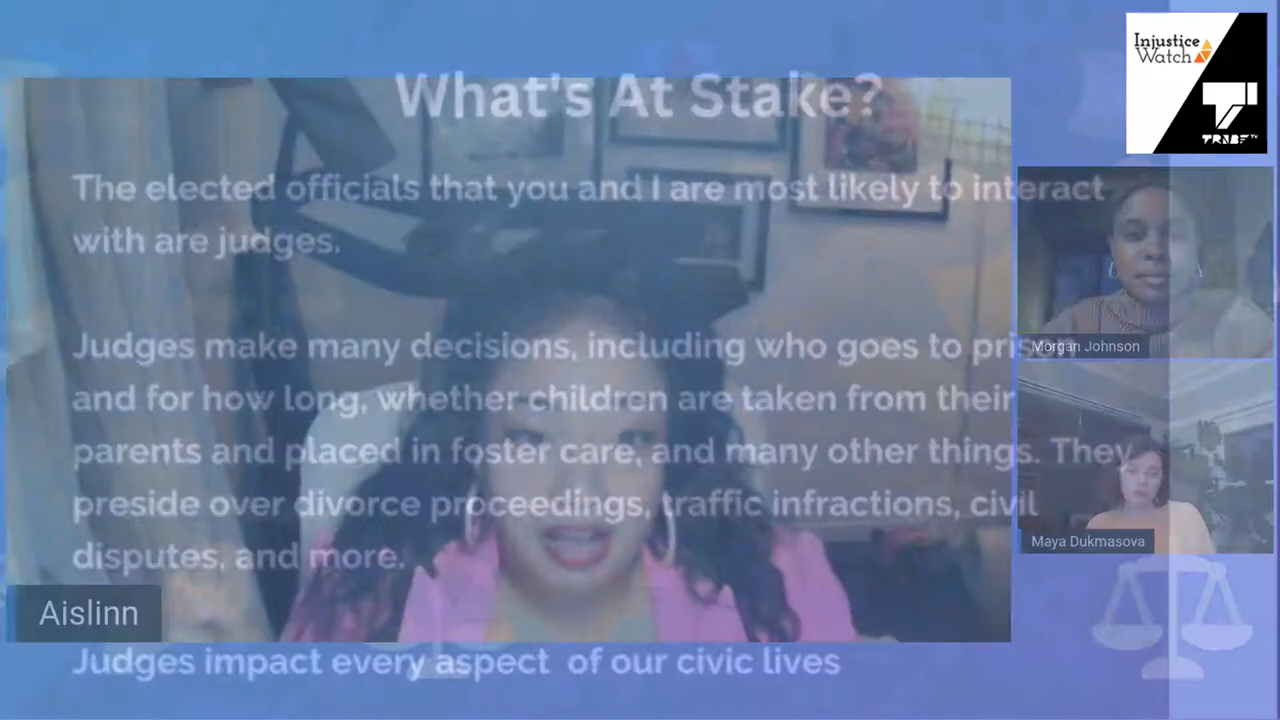 What's At Stake?
The elected officials that you and I are most likely to interact
with are judges.
Judges make many decisions, including who goes to pris
and for how long, whether children are taken from their
parents and placed in foster care, and many other things. They
preside over divorce proceedings, traffic infractions, civil
disputes, and more.
Judges impact every aspect of our civic lives
Aislinn
Injustice
Watch
TRiBE TV
Morgan Johnson
Maya Dukmasova